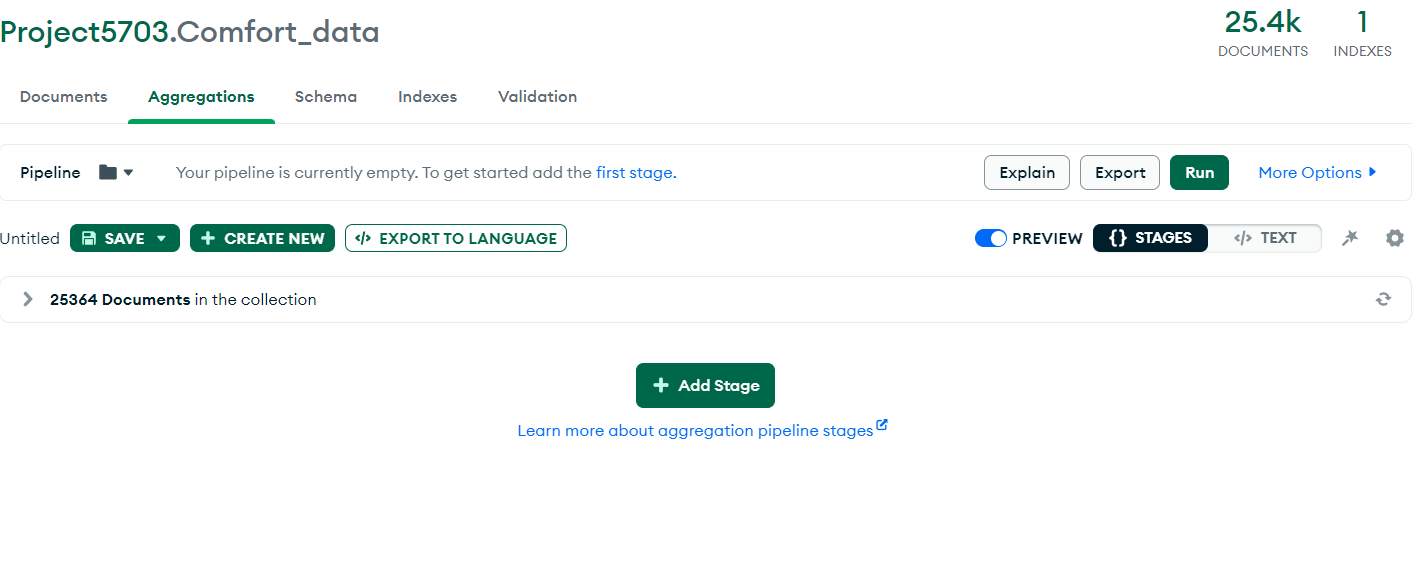 Project5703.Comfort_data
25.4k
DOCUMENTS
1
INDEXES
Documents Aggregations Schema Indexes Validation
Pipeline Your pipeline is currently empty. To get started add the first stage. Explain Export Run More Options
Untitled SAVE CREATE NEW </> EXPORT TO LANGUAGE PREVIEW {} STAGES </> TEXT
25364 Documents in the collection
+ Add Stage
Learn more about aggregation pipeline stages